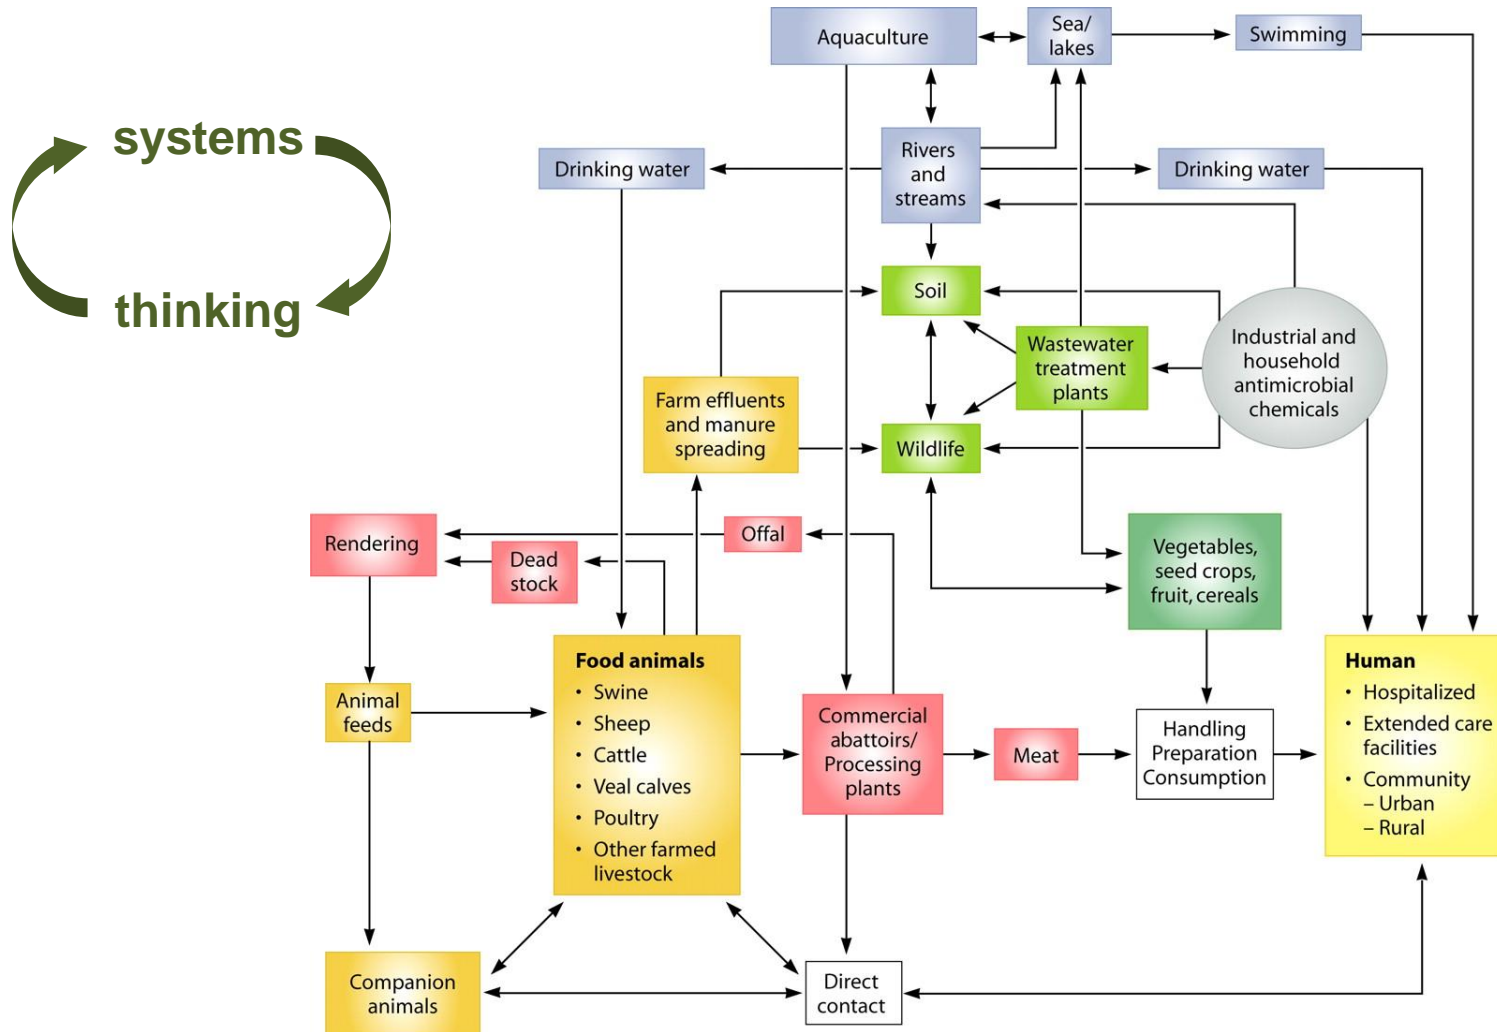 systems
thinking
Aquaculture
Sea/
lakes
Swimming
Drinking water
Rivers
and
streams
Drinking water
Soil
Wastewater
treatment
plants
Industrial and
household
antimicrobial
chemicals
Farm effluents
and manure
spreading
Wildlife
Rendering
Dead
stock
Offal
Vegetables,
seed crops,
fruit, cereals
Animal
feeds
Food animals
• Swine
• Sheep
• Cattle
• Veal calves
• Poultry
• Other farmed
livestock
Commercial
abattoirs/
Processing
plants
Meat
Handling
Preparation
Consumption
Human
• Hospitalized
• Extended care
facilities
• Community
– Urban
– Rural
Companion
animals
Direct
contact